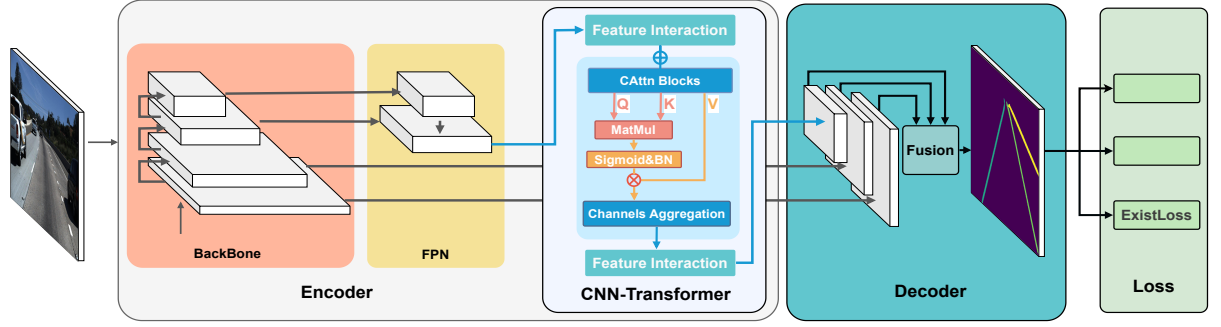 Feature Interaction
CAttn Blocks
Q K V
MatMul
Sigmoid&BN
Channels Aggregation
Feature Interaction
BackBone
FPN
Encoder
CNN-Transformer
Fusion
Decoder
ExistLoss
Loss